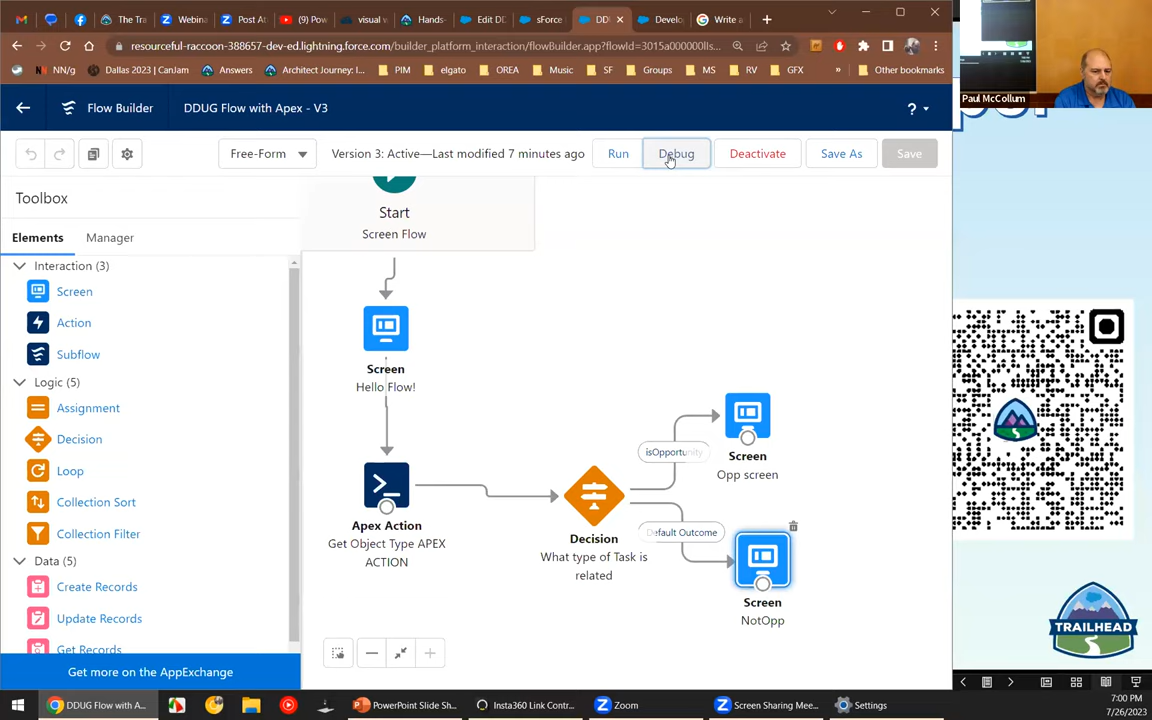 The Tra
Webina
Post At
(5) Pow
visual v
Hands-
Edit DD
sForce
DD
Develo
Write a
resourceful-raccoon-388657-dev-ed.lightning.force.com/builder_platform_interaction/flowBuilder.app?flowId=3015a000000lIs...
NN/g
Dallas 2023 | CanJam
Answers
Architect Journey: I...
PIM
elgato
OREA
Music
SF
Groups
MS
RV
GFX
»
Other bookmarks
Paul McCollum
Flow Builder
DDUG Flow with Apex - V3
?
Free-Form
Version 3: Active—Last modified 7 minutes ago
Run
Debug
Deactivate
Save As
Save
Toolbox
Elements
Manager
Interaction (3)
Screen
Action
Subflow
Logic (5)
Assignment
Decision
Loop
Collection Sort
Collection Filter
Data (5)
Create Records
Update Records
Get Records
Get more on the AppExchange
Start
Screen Flow
Screen
Hello Flow!
Apex Action
Get Object Type APEX
ACTION
Decision
What type of Task is
related
isOpportunity
Default Outcome
Screen
Opp screen
Screen
NotOpp
TRAILHEAD
DDUG Flow with A...
PowerPoint Slide Sh...
Insta360 Link Contr...
Zoom
Screen Sharing Mee...
Settings
7:00 PM
7/26/2023